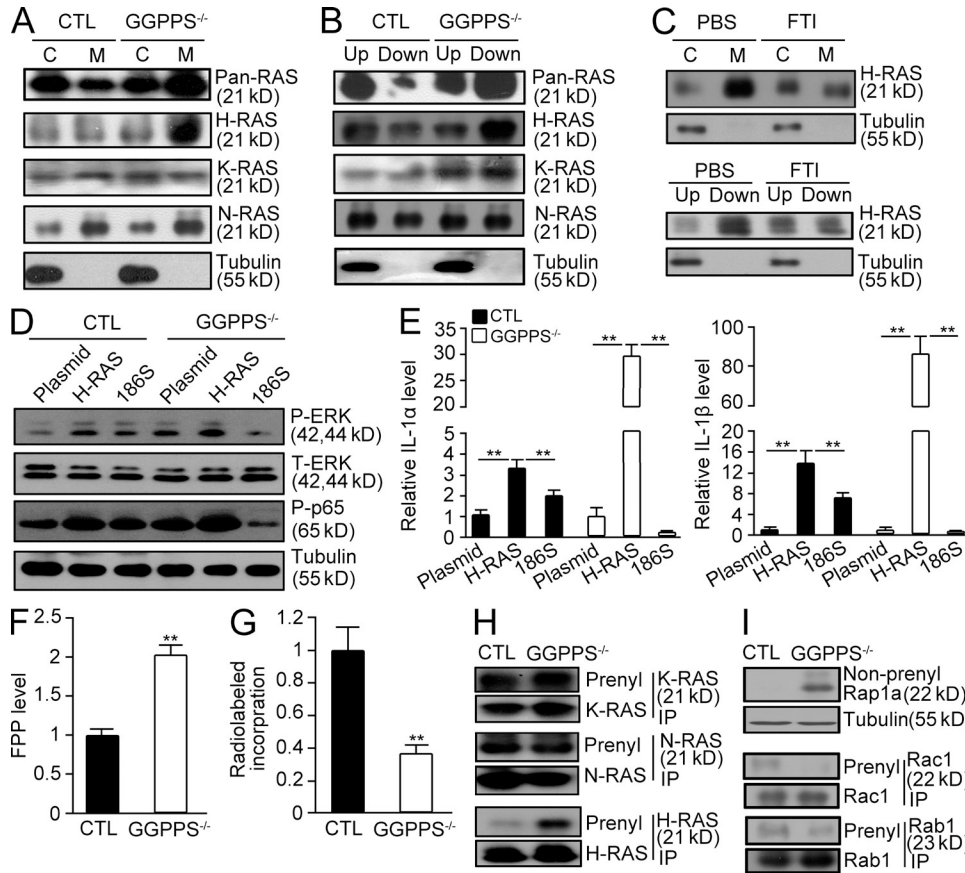 A
CTL GGPPS-/-
C M C M
Pan-RAS
(21 kD)
H-RAS
(21 kD)
K-RAS
(21 kD)
N-RAS
(21 kD)
Tubulin
(55 kD)
B
CTL GGPPS-/-
Up Down Up Down
Pan-RAS
(21 kD)
H-RAS
(21 kD)
K-RAS
(21 kD)
N-RAS
(21 kD)
Tubulin
(55 kD)
C
PBS FTI
C M C M
H-RAS
(21 kD)
Tubulin
(55 kD)
PBS FTI
Up Down Up Down
H-RAS
(21 kD)
Tubulin
(55 kD)
D
CTL GGPPS-/-
Plasmid H-RAS 186S Plasmid H-RAS 186S
P-ERK
(42,44 kD)
T-ERK
(42,44 kD)
P-p65
(65 kD)
Tubulin
(55 kD)
E
CTL
GGPPS-/-
Relative IL-1α level
35
30
25
20
5
4
3
2
1
0
** ** ** **
Plasmid H-RAS 186S Plasmid H-RAS 186S
Relative IL-1β level
100
80
60
20
16
12
8
4
0
** ** ** **
Plasmid H-RAS 186S Plasmid H-RAS 186S
F
FPP level
2.5
2
1.5
1
0.5
0
**
CTL GGPPS-/-
G
Radiolabeled
incorpration
1.2
1
0.8
0.6
0.4
0.2
0
**
CTL GGPPS-/-
H
CTL GGPPS-/-
Prenyl K-RAS
(21 kD)
K-RAS IP
Prenyl N-RAS
(21 kD)
N-RAS IP
Prenyl H-RAS
(21 kD)
H-RAS IP
I
CTL GGPPS-/-
Non-prenyl
Rap1a (22 kD)
Tubulin (55 kD)
Prenyl Rac1
(22 kD)
Rac1 IP
Prenyl Rab1
(23 kD)
Rab1 IP